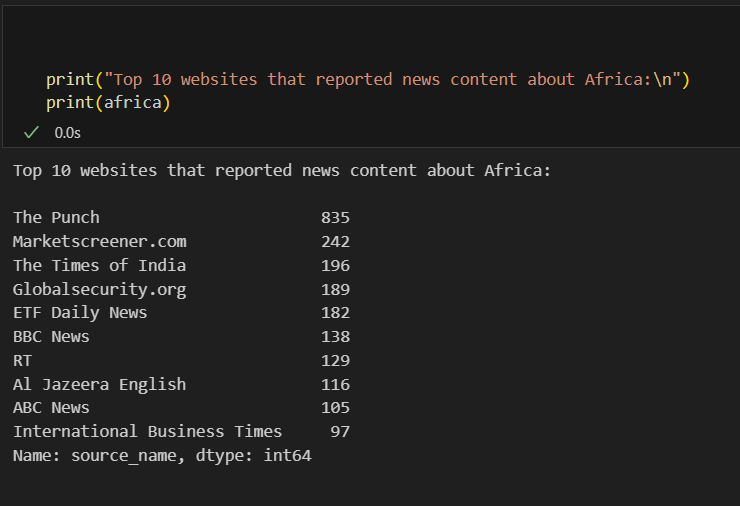 print("Top 10 websites that reported news content about Africa:\n")
print(africa)
0.0s
Top 10 websites that reported news content about Africa:
The Punch 835
Marketscreener.com 242
The Times of India 196
Globalsecurity.org 189
ETF Daily News 182
BBC News 138
RT 129
Al Jazeera English 116
ABC News 105
International Business Times 97
Name: source_name, dtype: int64